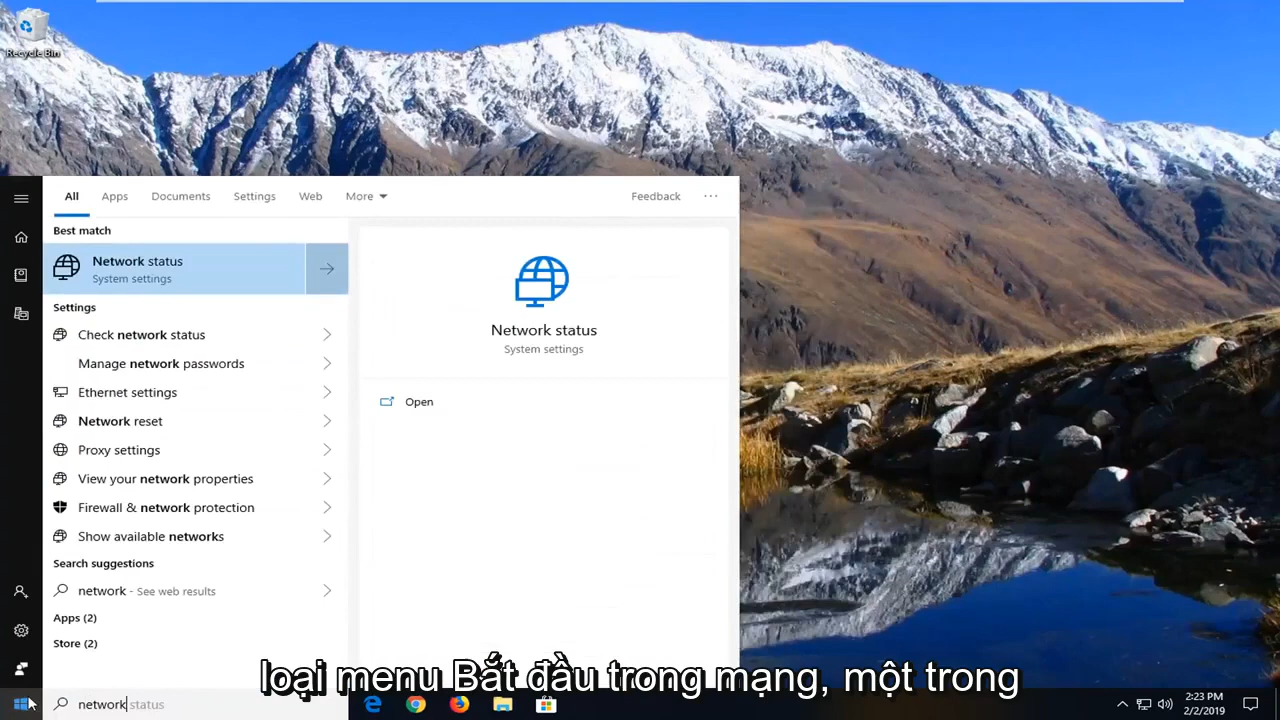 Recycle Bin
All
Apps
Documents
Settings
Web
More
Feedback
Best match
Network status
System settings
Settings
Check network status
Manage network passwords
Ethernet settings
Network reset
Proxy settings
View your network properties
Firewall & network protection
Show available networks
Search suggestions
network - See web results
Apps (2)
Store (2)
Network status
System settings
Open
loại menu Bắt đầu trong mạng, một trong
network status
2:23 PM
2/2/2019